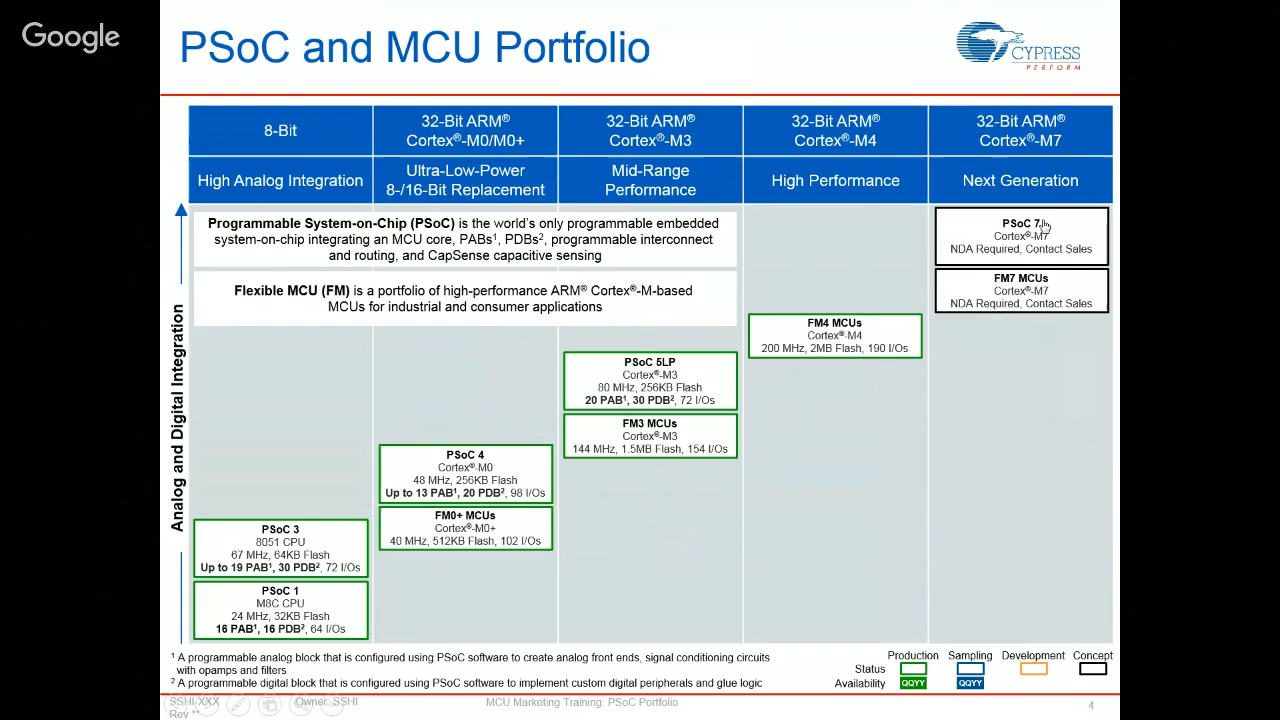 Google
PSoC and MCU Portfolio
CYPRESS
PERFORM
8-Bit
32-Bit ARM®
Cortex®-M0/M0+
32-Bit ARM®
Cortex®-M3
32-Bit ARM®
Cortex®-M4
32-Bit ARM®
Cortex®-M7
High Analog Integration
Ultra-Low-Power
8-/16-Bit Replacement
Mid-Range
Performance
High Performance
Next Generation
Analog and Digital Integration
Programmable System-on-Chip (PSoC) is the world's only programmable embedded
system-on-chip integrating an MCU core, PABs¹, PDBs², programmable interconnect
and routing, and CapSense capacitive sensing
Flexible MCU (FM) is a portfolio of high-performance ARM® Cortex®-M-based
MCUs for industrial and consumer applications
PSoC 7
Cortex®-M7
NDA Required, Contact Sales
FM7 MCUs
Cortex®-M7
NDA Required, Contact Sales
FM4 MCUs
Cortex®-M4
200 MHz, 2MB Flash, 190 I/Os
PSoC 5LP
Cortex®-M3
80 MHz, 256KB Flash
20 PAB¹, 30 PDB², 72 I/Os
FM3 MCUs
Cortex®-M3
144 MHz, 1.5MB Flash, 154 I/Os
PSoC 4
Cortex®-M0
48 MHz, 256KB Flash
Up to 13 PAB¹, 20 PDB², 98 I/Os
FM0+ MCUs
Cortex®-M0+
40 MHz, 512KB Flash, 102 I/Os
PSoC 3
8051 CPU
67 MHz, 64KB Flash
Up to 19 PAB¹, 30 PDB², 72 I/Os
PSoC 1
M8C CPU
24 MHz, 32KB Flash
16 PAB¹, 16 PDB², 64 I/Os
¹ A programmable analog block that is configured using PSoC software to create analog front ends, signal conditioning circuits
with opamps and filters
² A programmable digital block that is configured using PSoC software to implement custom digital peripherals and glue logic
Production Sampling Development Concept
Status
Availability QQYY QQYY
SSHI XXX Owner: SSHI MCU Marketing Training: PSoC Portfolio 4
Rev **